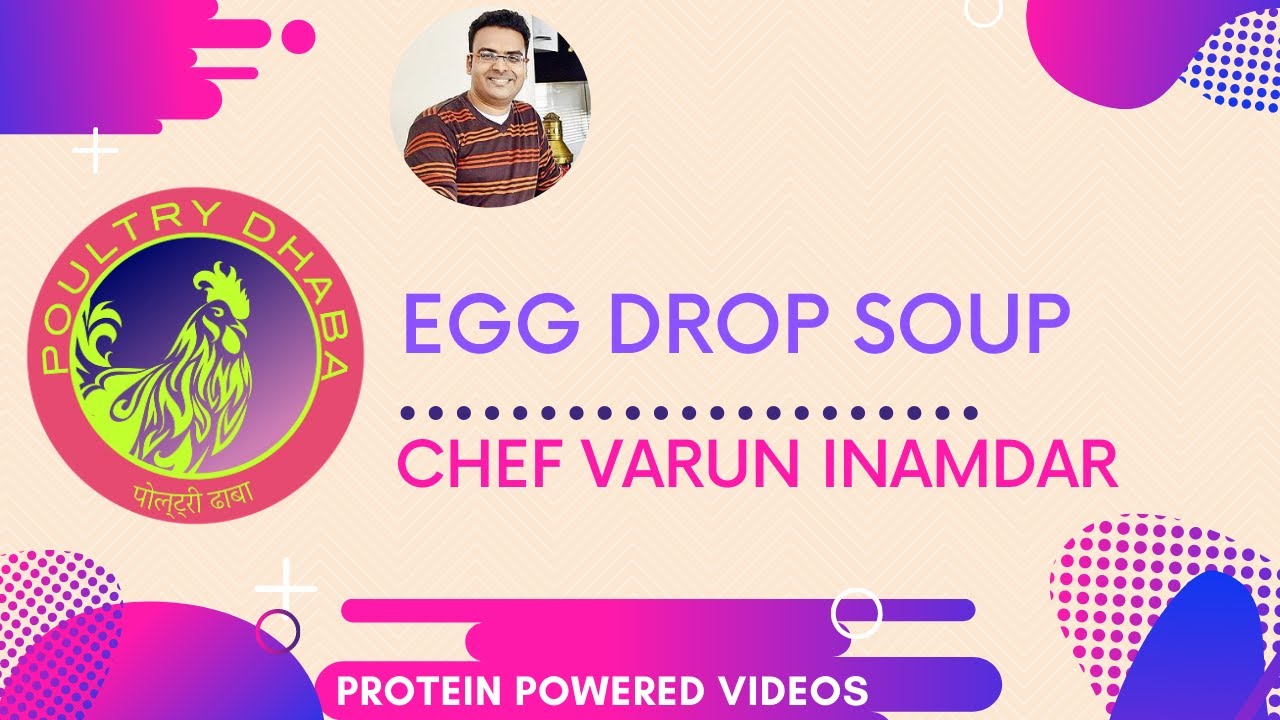 POULTRY DHABA
पोल्ट्री ढाबा
EGG DROP SOUP
CHEF VARUN INAMDAR
PROTEIN POWERED VIDEOS